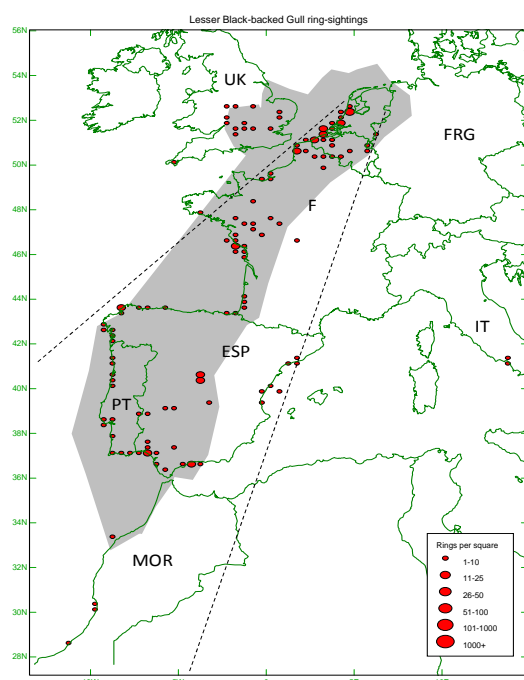 Lesser Black-backed Gull ring-sightings
56N
54N
UK
52N
FRG
50N
48N
F
46N
44N
IT
42N
ESP
40N
PT
38N
36N
34N
MOR
Rings per square
32N
1-10
11-25
30N
26-50
51-100
101-1000
28N
1000+